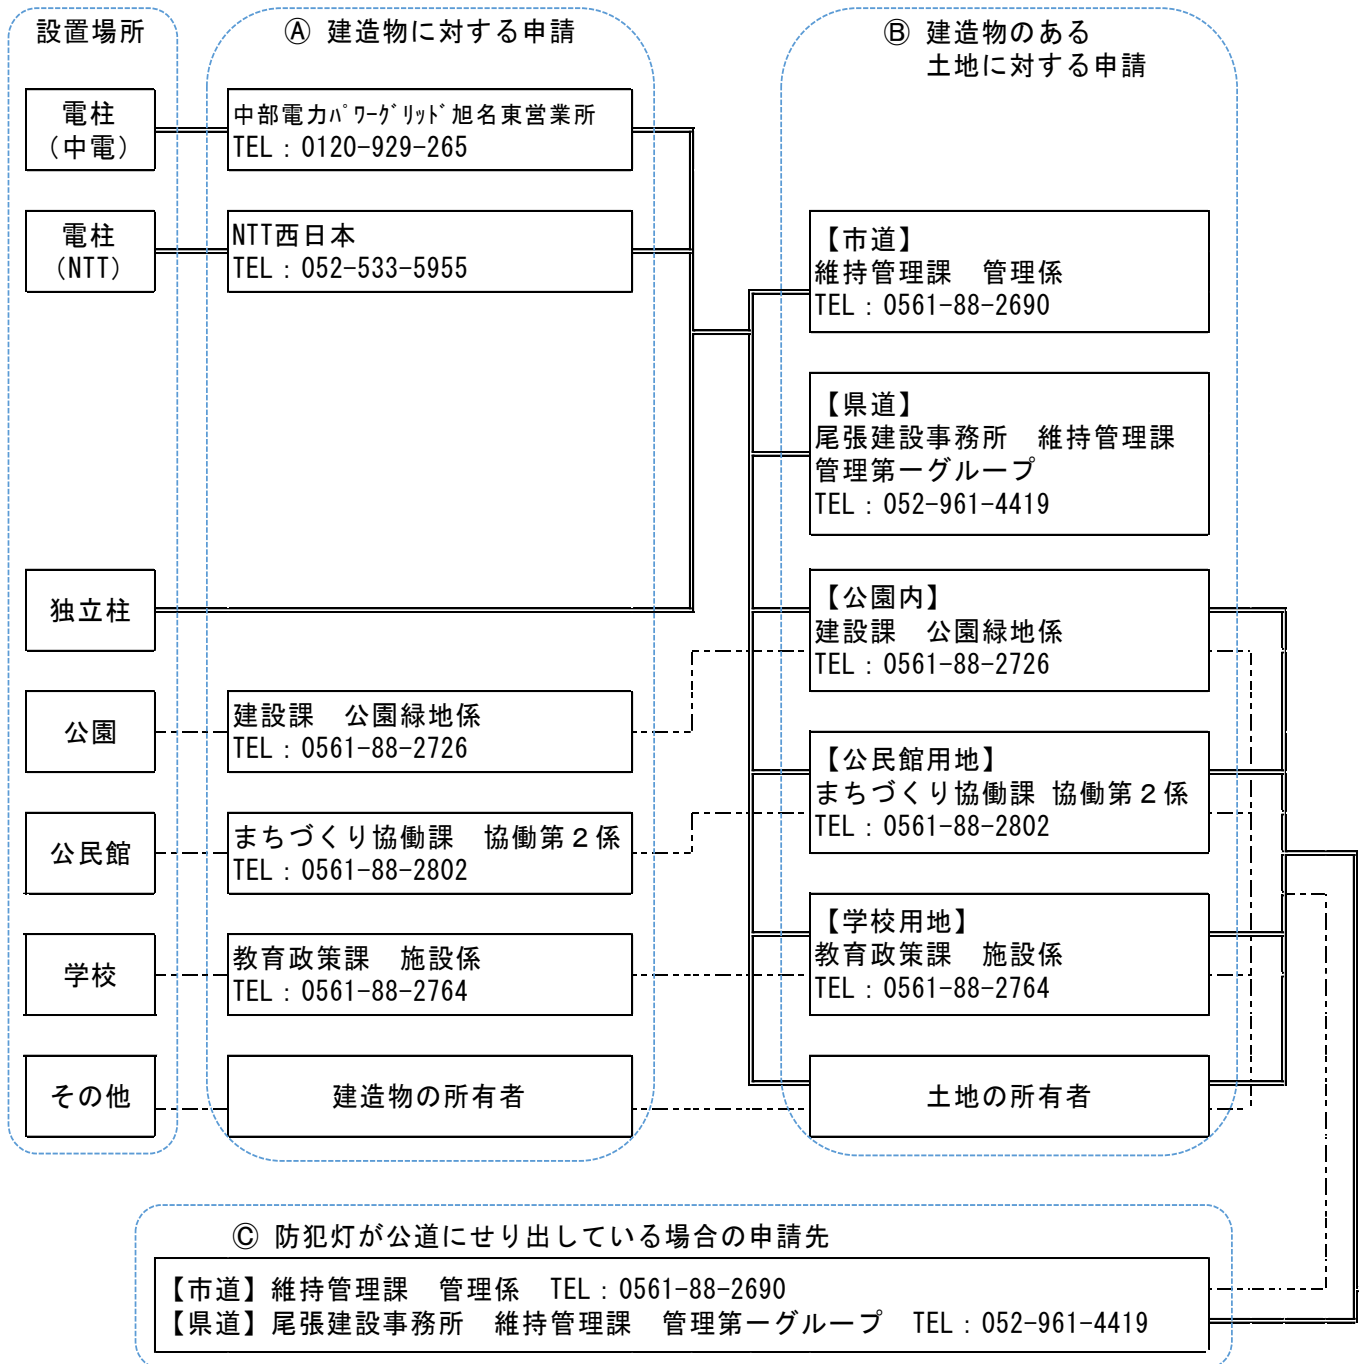 設置場所
Ⓐ 建造物に対する申請
Ⓑ 建造物のある
土地に対する申請
電柱
（中電）
中部電力ﾊﾟﾜｰｸﾞﾘｯﾄﾞ旭名東営業所
TEL：0120-929-265
電柱
（NTT）
NTT西日本
TEL：052-533-5955
【市道】
維持管理課　管理係
TEL：0561-88-2690
【県道】
尾張建設事務所　維持管理課
管理第一グループ
TEL：052-961-4419
独立柱
【公園内】
建設課　公園緑地係
TEL：0561-88-2726
公園
建設課　公園緑地係
TEL：0561-88-2726
【公民館用地】
まちづくり協働課 協働第２係
TEL：0561-88-2802
公民館
まちづくり協働課　協働第２係
TEL：0561-88-2802
【学校用地】
教育政策課　施設係
TEL：0561-88-2764
学校
教育政策課　施設係
TEL：0561-88-2764
その他
建造物の所有者
土地の所有者
Ⓒ 防犯灯が公道にせり出している場合の申請先
【市道】維持管理課　管理係　TEL：0561-88-2690
【県道】尾張建設事務所　維持管理課　管理第一グループ　TEL：052-961-4419